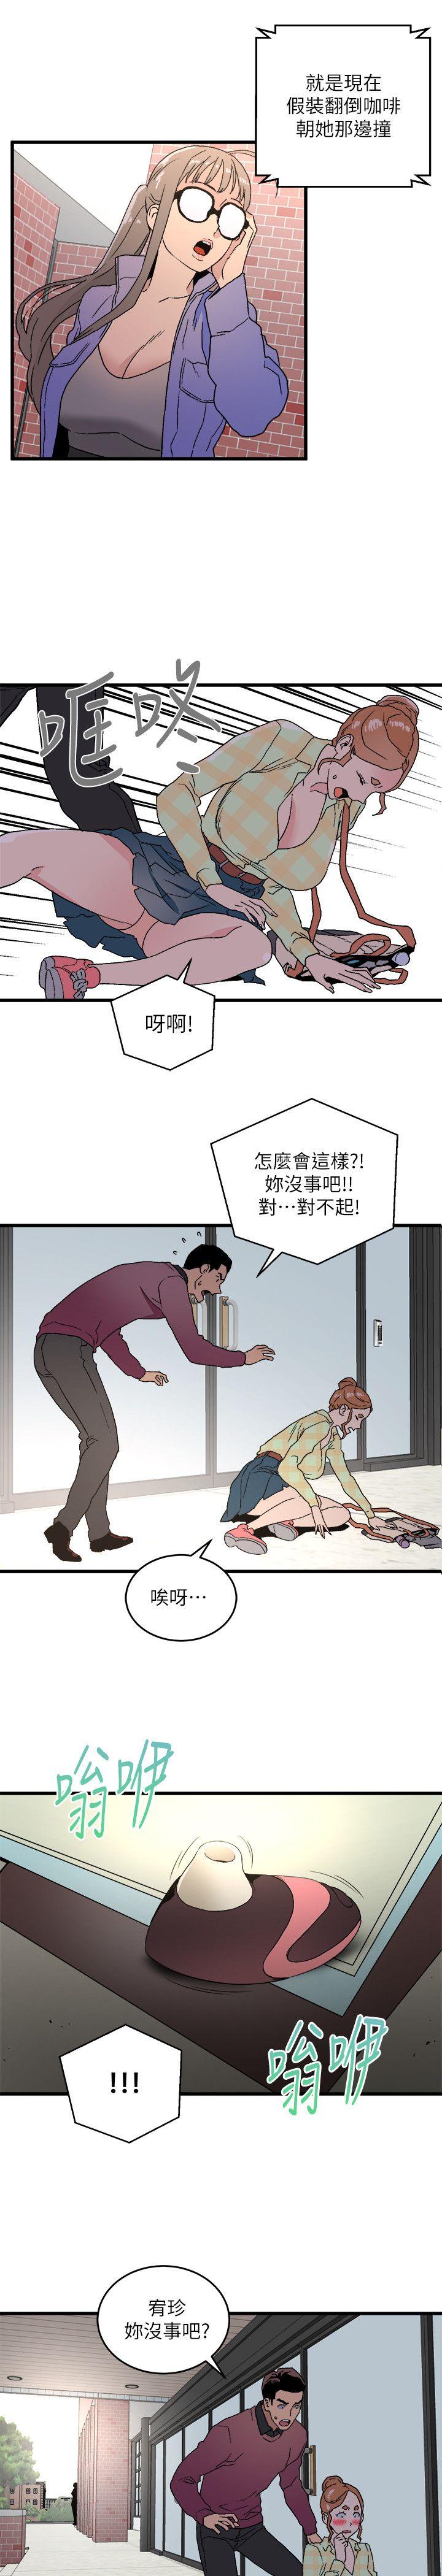 就是現在
假裝翻倒咖啡
朝她那邊撞
哐咚
呀啊!
怎麼會這樣?!
妳沒事吧!!
對⋯對不起!
唉呀⋯
嗡咿
!!!
嗡咿
宥珍
妳沒事吧?